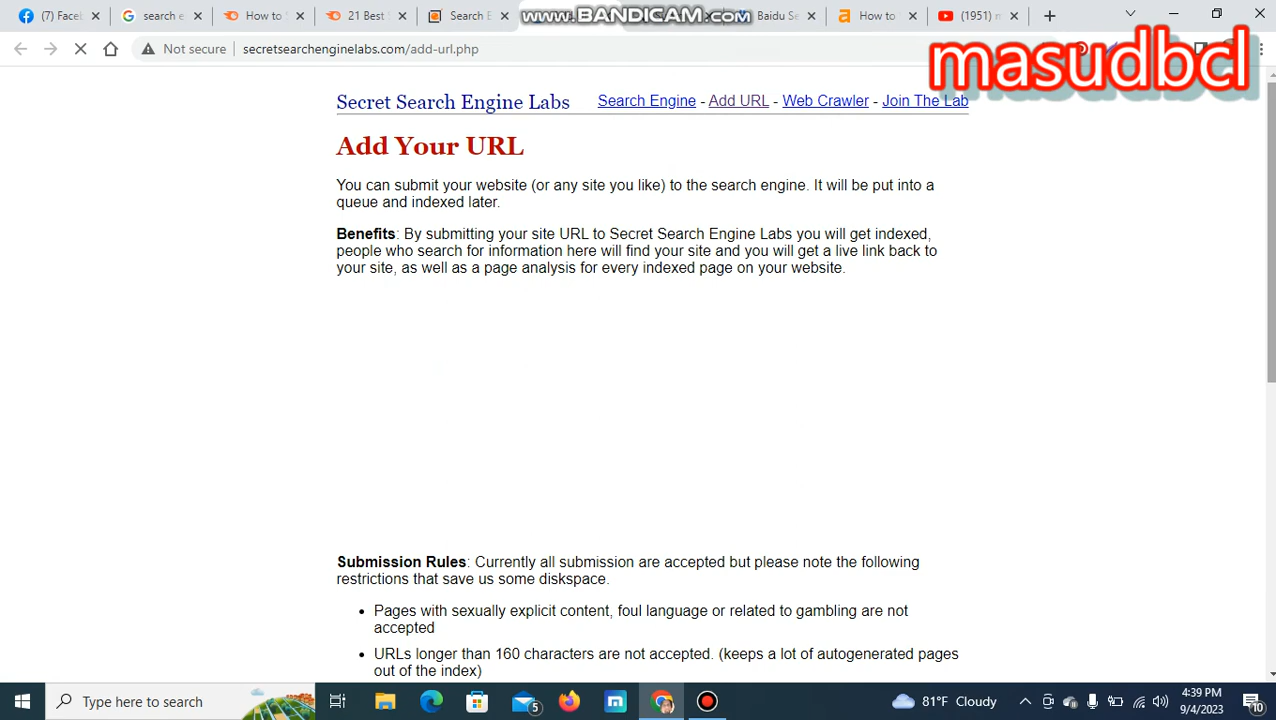 (7) Faceb
search e
How to
21 Best
Search E
www.BANDICAM.com
Baidu Se
How to
(1951) m
Not secure
secretsearchenginelabs.com/add-url.php
masudbcl
Secret Search Engine Labs
Search Engine - Add URL - Web Crawler - Join The Lab
Add Your URL
You can submit your website (or any site you like) to the search engine. It will be put into a
queue and indexed later.
Benefits: By submitting your site URL to Secret Search Engine Labs you will get indexed,
people who search for information here will find your site and you will get a live link back to
your site, as well as a page analysis for every indexed page on your website.
Submission Rules: Currently all submission are accepted but please note the following
restrictions that save us some diskspace.
• Pages with sexually explicit content, foul language or related to gambling are not
accepted
• URLs longer than 160 characters are not accepted. (keeps a lot of autogenerated pages
out of the index)
Type here to search
5
81°F Cloudy
4:39 PM
9/4/2023
10